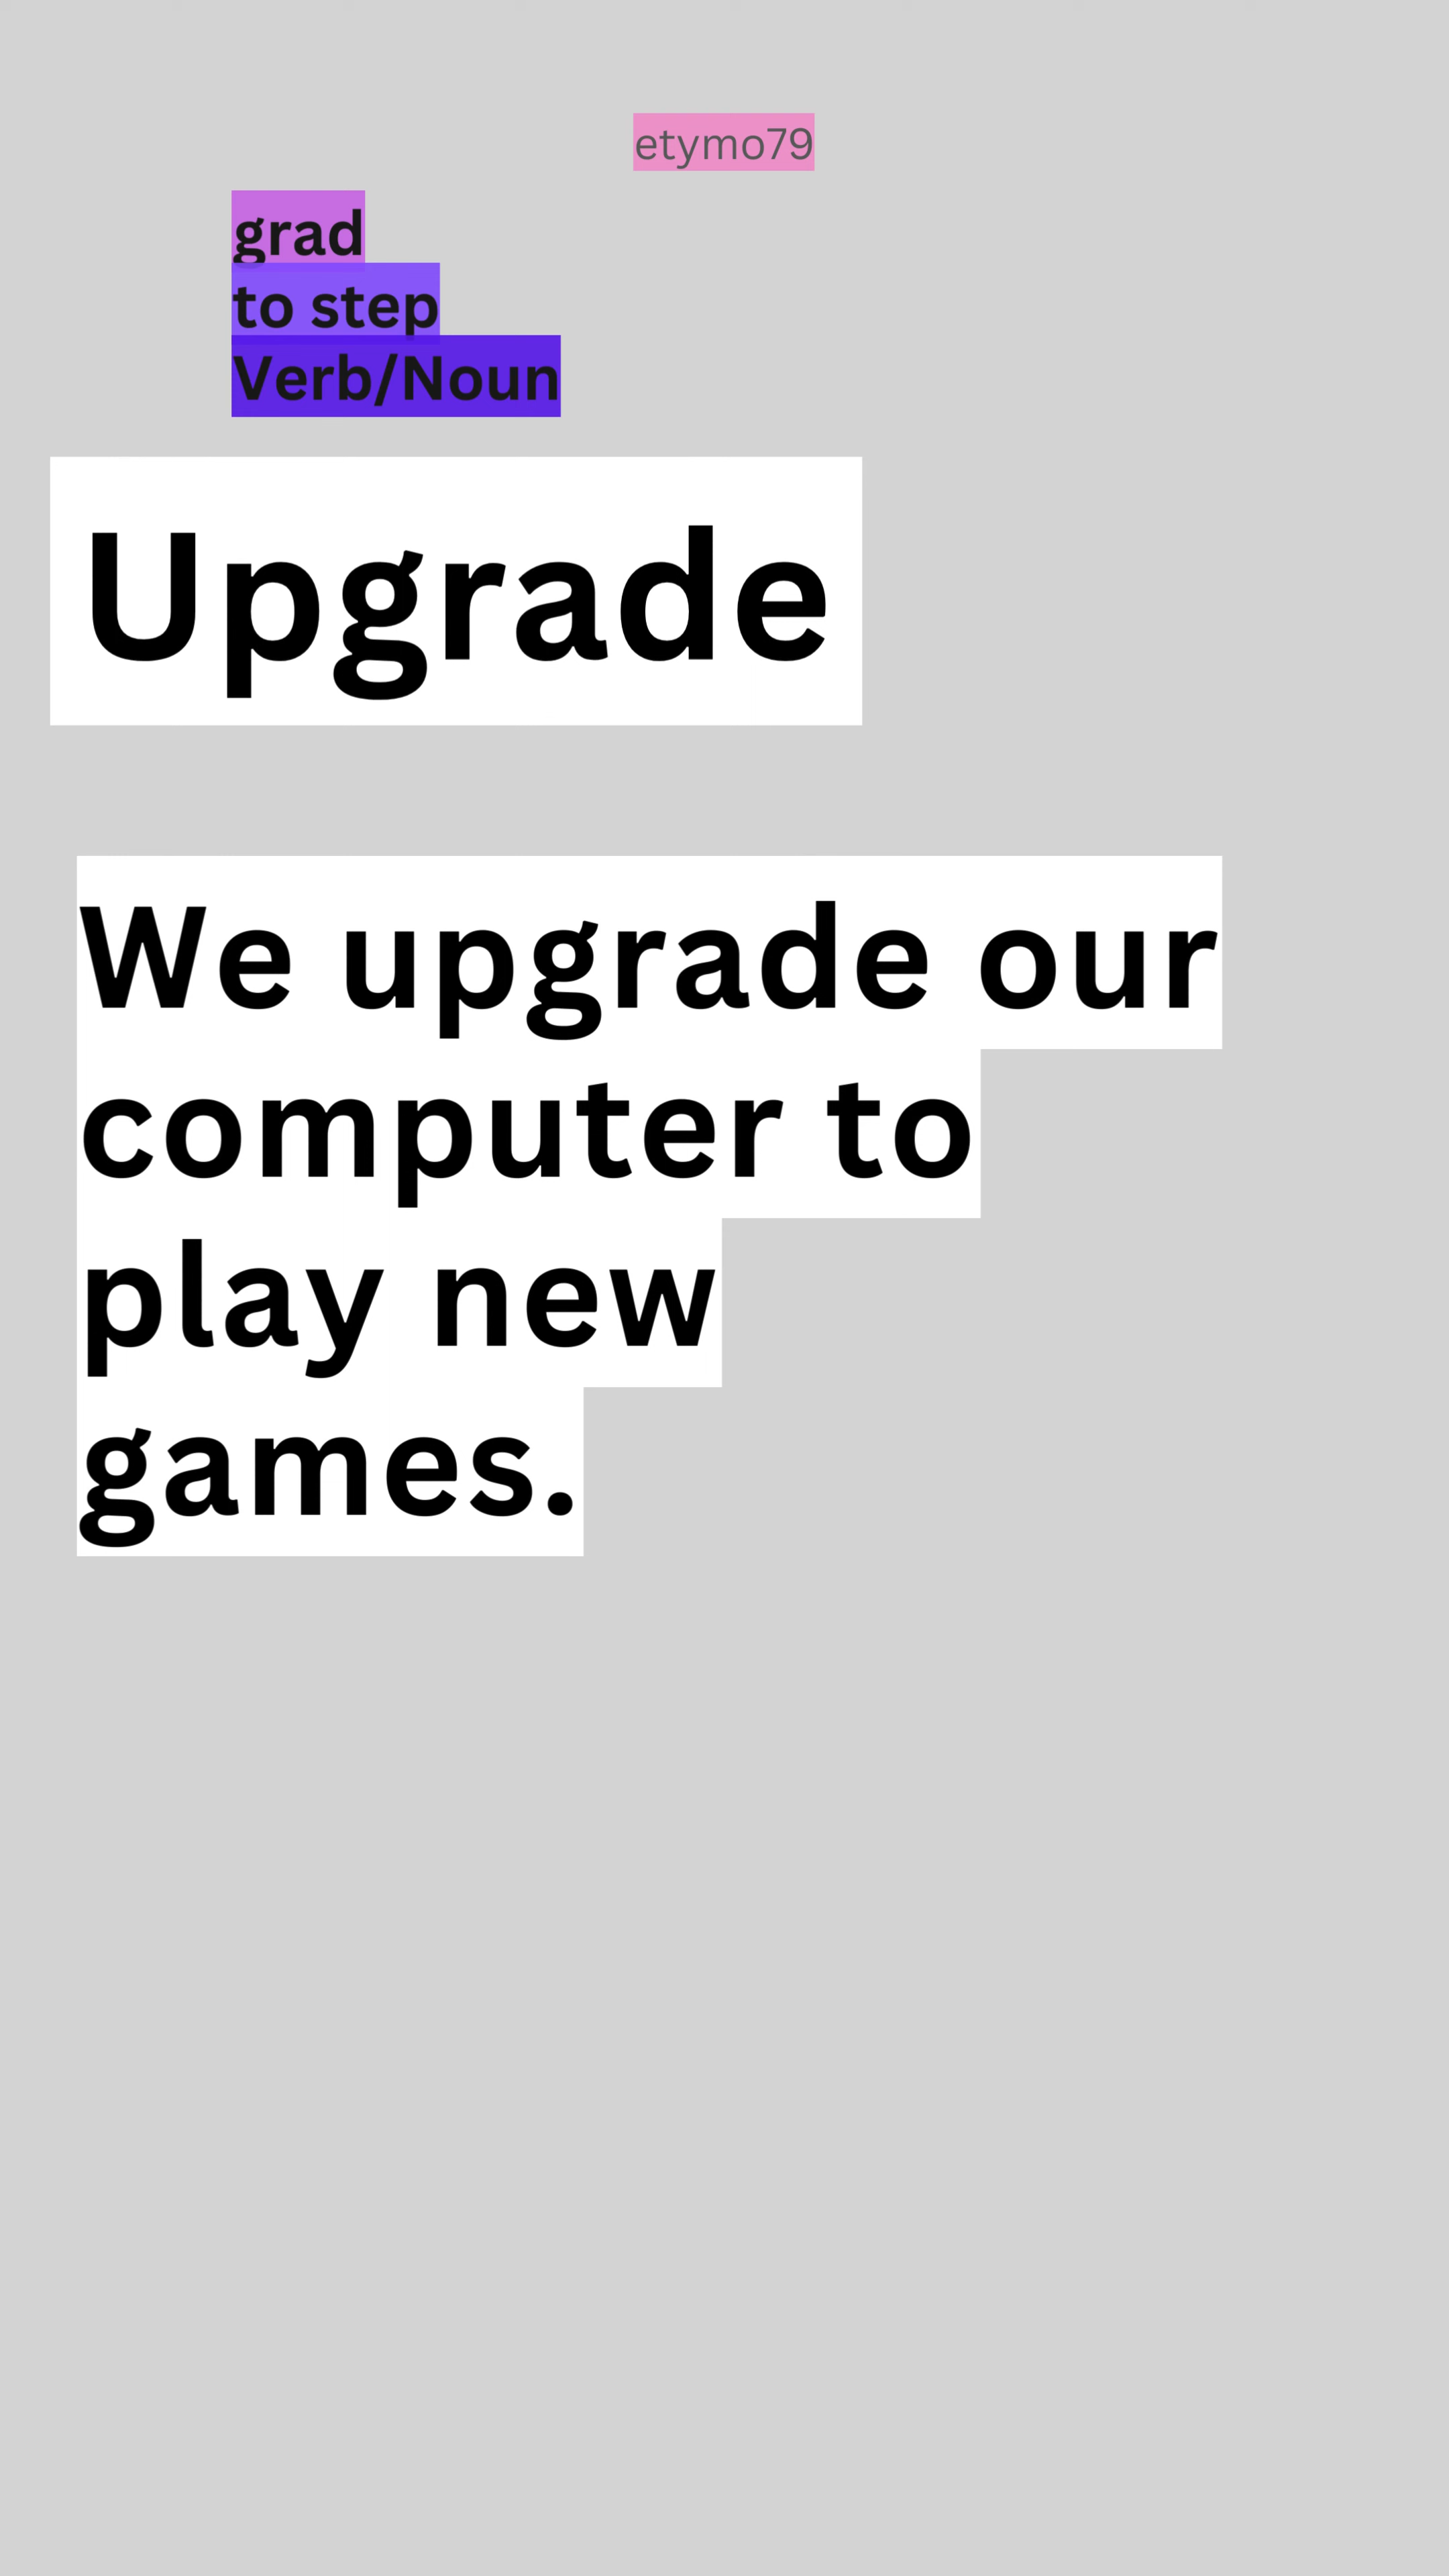 etymo79
grad
to step
Verb/Noun
Upgrade
We upgrade our
computer to
play new
games.